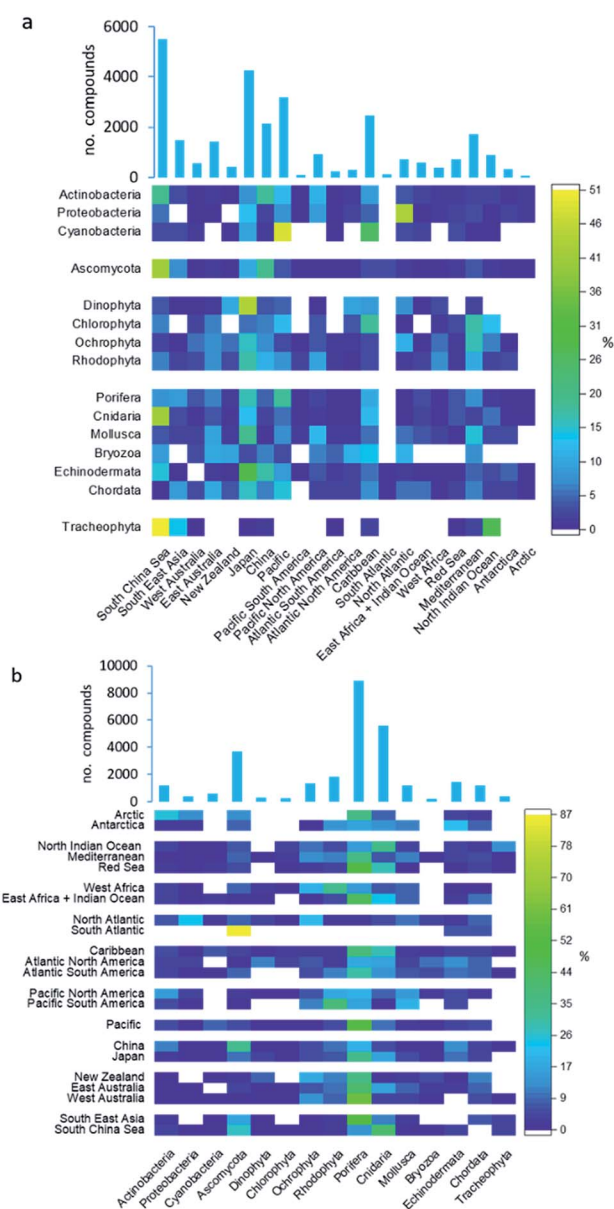 a
no. compounds
6000
4000
2000
0
Actinobacteria
Proteobacteria
Cyanobacteria
Ascomycota
Dinophyta
Chlorophyta
Ochrophyta
Rhodophyta
Porifera
Cnidaria
Mollusca
Bryozoa
Echinodermata
Chordata
Tracheophyta
51
46
41
36
31
26
20
15
10
5
0
%
South China Sea
South East Asia
West Australia
East Australia
New Zealand
Japan
China
Pacific
Pacific South America
Pacific North America
Atlantic South America
Atlantic North America
Caribbean
South Atlantic
North Atlantic
East Africa + Indian Ocean
West Africa
Red Sea
Mediterranean
North Indian Ocean
Antarctica
Arctic
b
no. compounds
10000
8000
6000
4000
2000
0
Arctic
Antarctica
North Indian Ocean
Mediterranean
Red Sea
West Africa
East Africa + Indian Ocean
North Atlantic
South Atlantic
Caribbean
Atlantic North America
Atlantic South America
Pacific North America
Pacific South America
Pacific
China
Japan
New Zealand
East Australia
West Australia
South East Asia
South China Sea
87
78
70
61
52
44
35
26
17
9
0
%
Actinobacteria
Proteobacteria
Cyanobacteria
Ascomycota
Dinophyta
Chlorophyta
Ochrophyta
Rhodophyta
Porifera
Cnidaria
Mollusca
Bryozoa
Echinodermata
Chordata
Tracheophyta